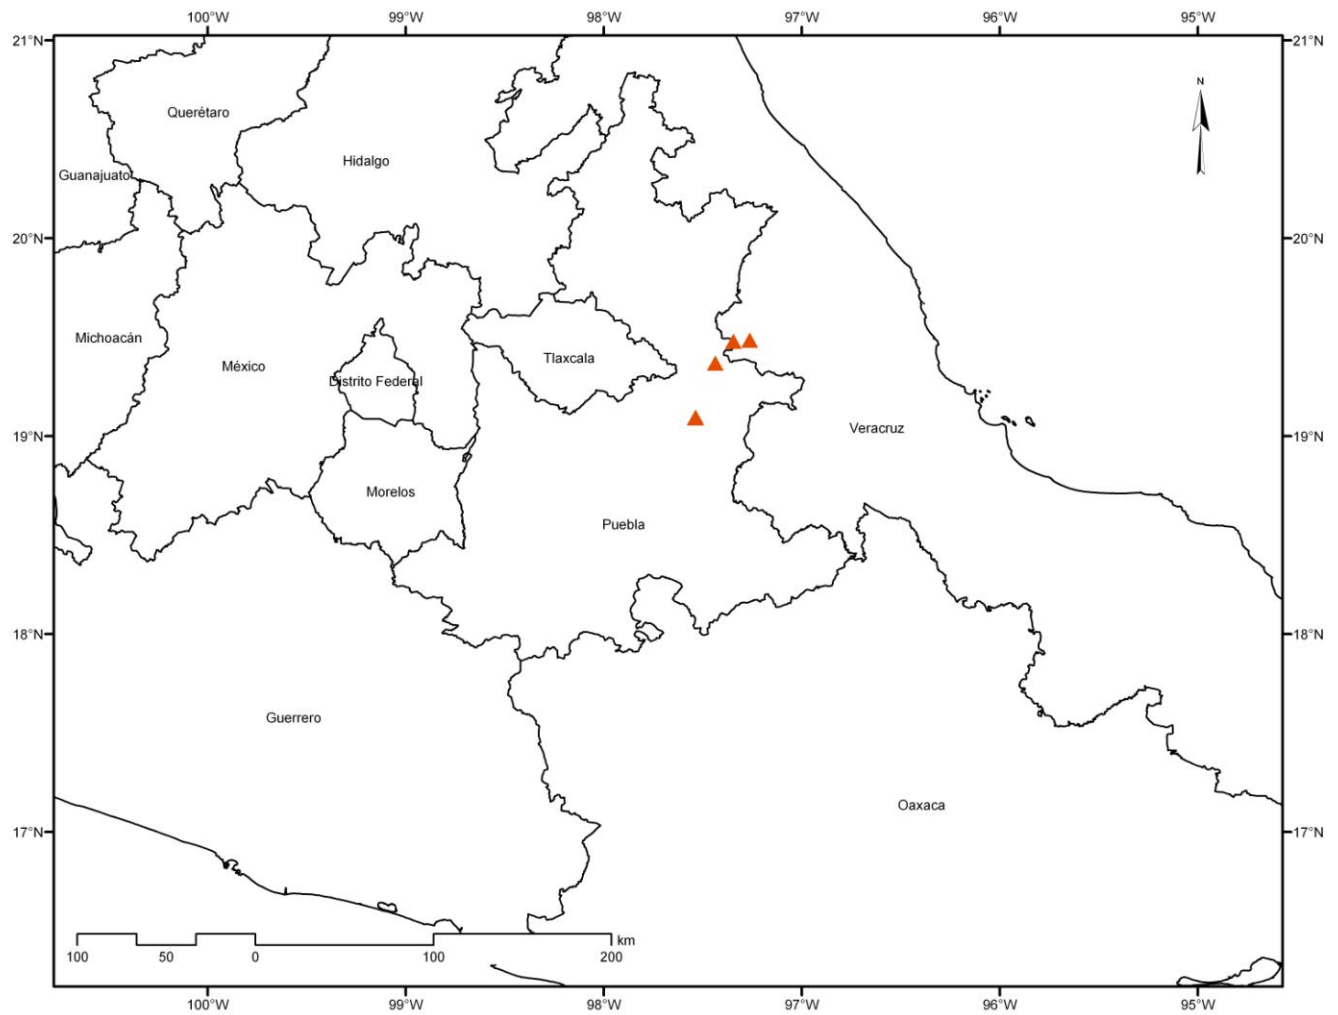 100°W 99°W 98°W 97°W 96°W 95°W
21°N 21°N
N
Querétaro
Hidalgo
Guanajuato
20°N 20°N
Michoacán
México
Tlaxcala
Distrito Federal
19°N 19°N
Veracruz
Morelos
Puebla
18°N 18°N
Guerrero
Oaxaca
17°N 17°N
km
100 50 0 100 200
100°W 99°W 98°W 97°W 96°W 95°W